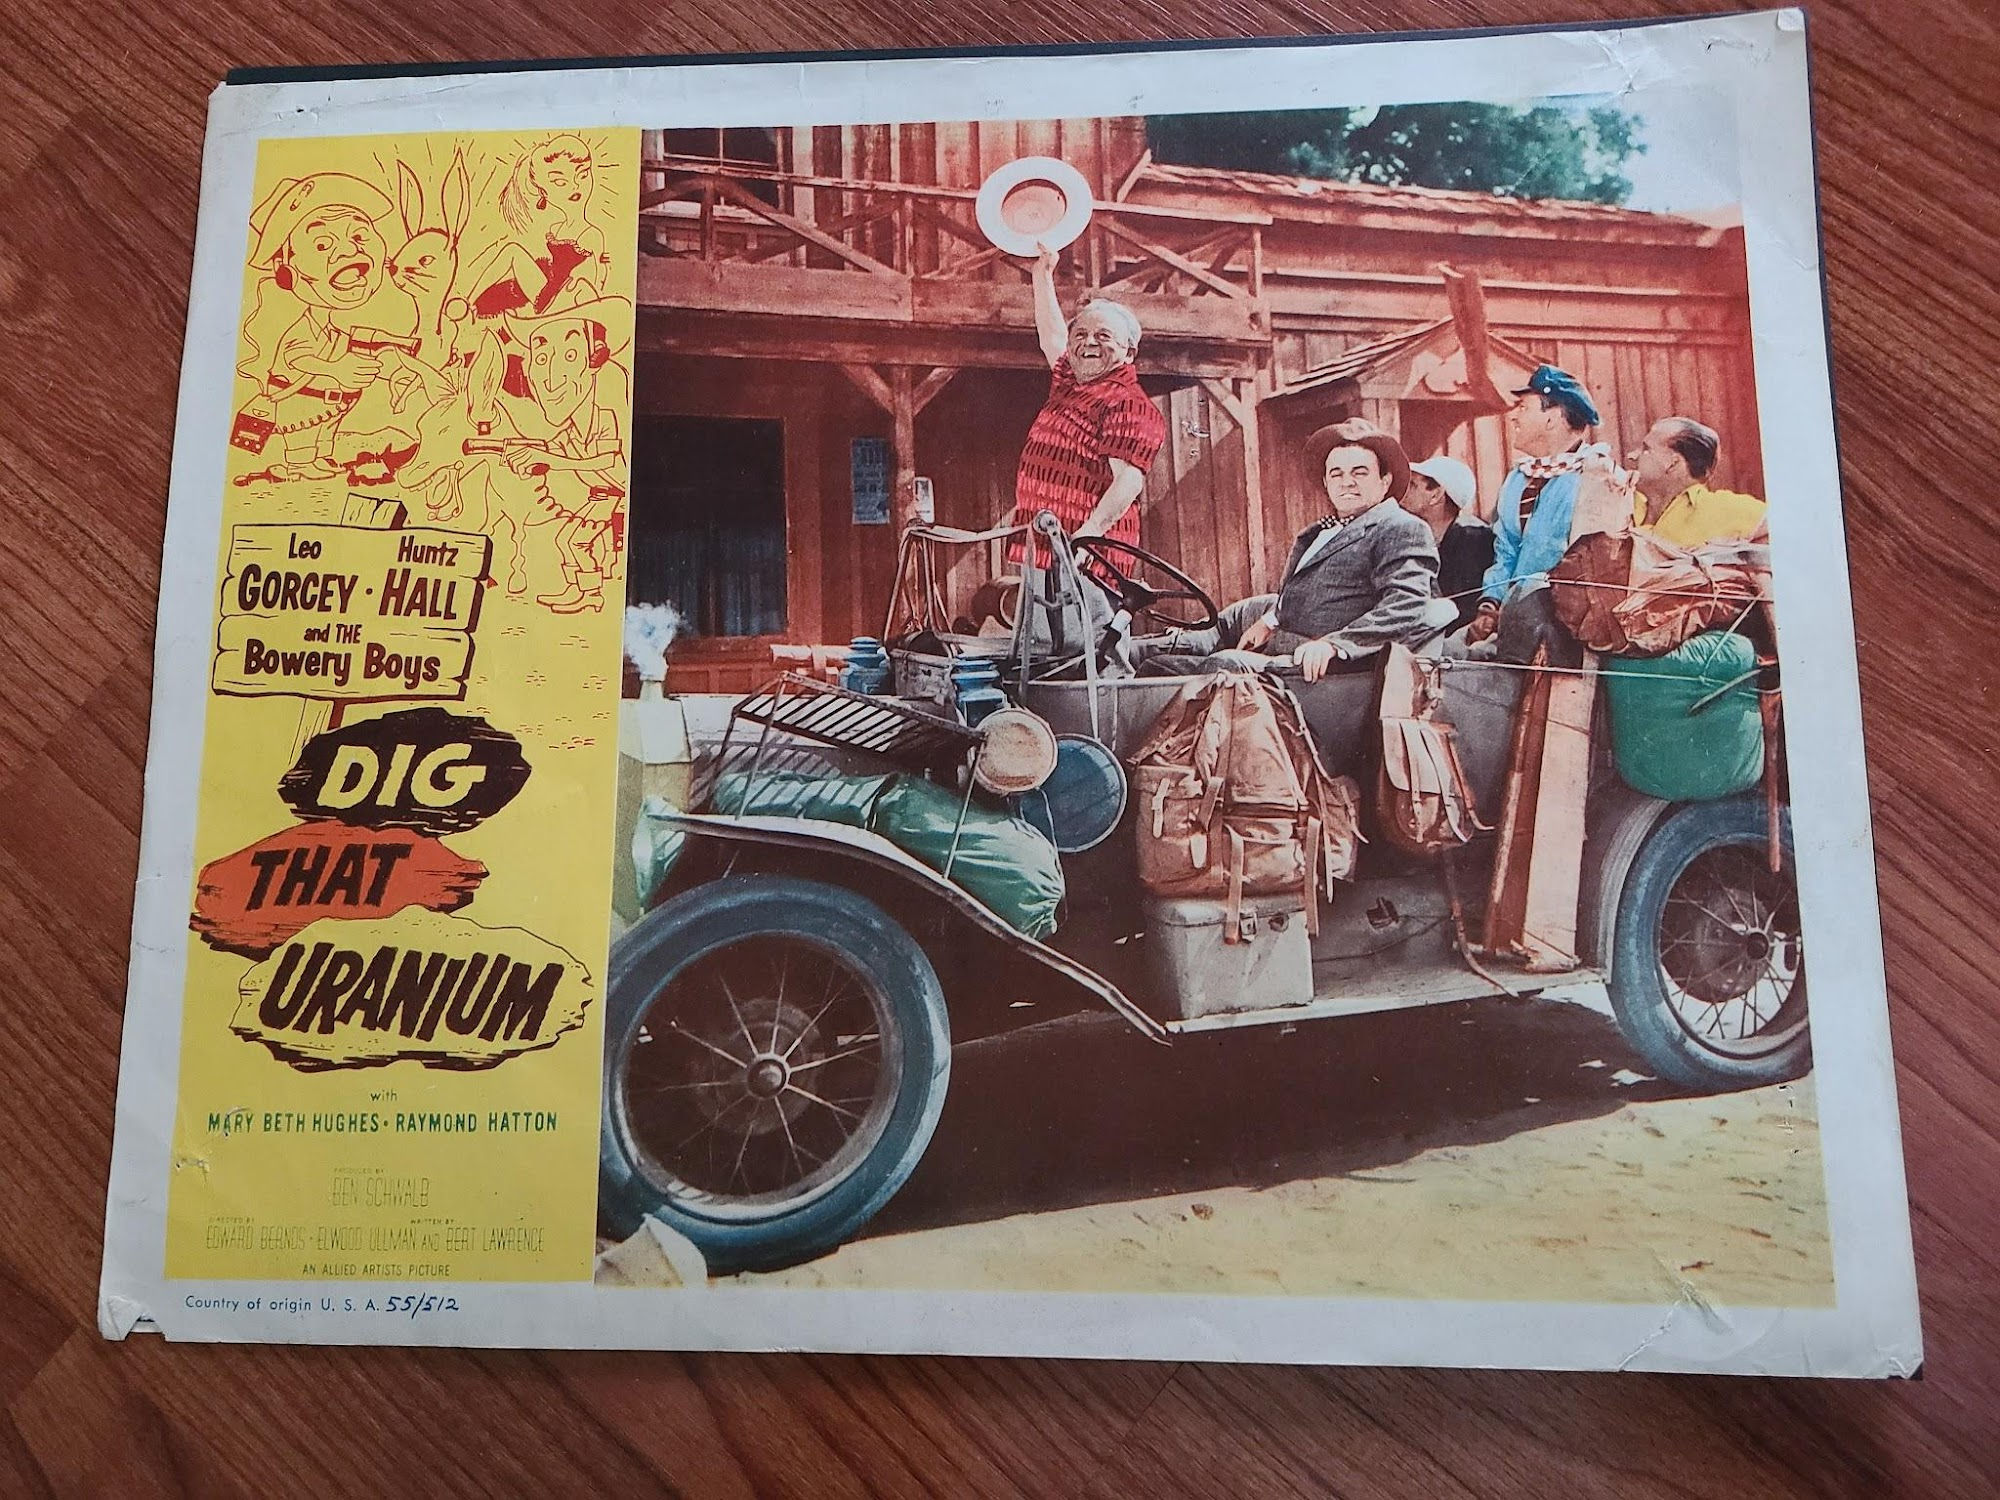 Leo Huntz
GORCEY · HALL
and THE
Bowery Boys
DIG
THAT
URANIUM
with
MARY BETH HUGHES · RAYMOND HATTON
PRODUCED BY
BEN SCHWALB
DIRECTED BY WRITTEN BY
EDWARD BERNDS · ELWOOD ULLMAN AND BERT LAWRENCE
AN ALLIED ARTISTS PICTURE
Country of origin U. S. A. 55/512